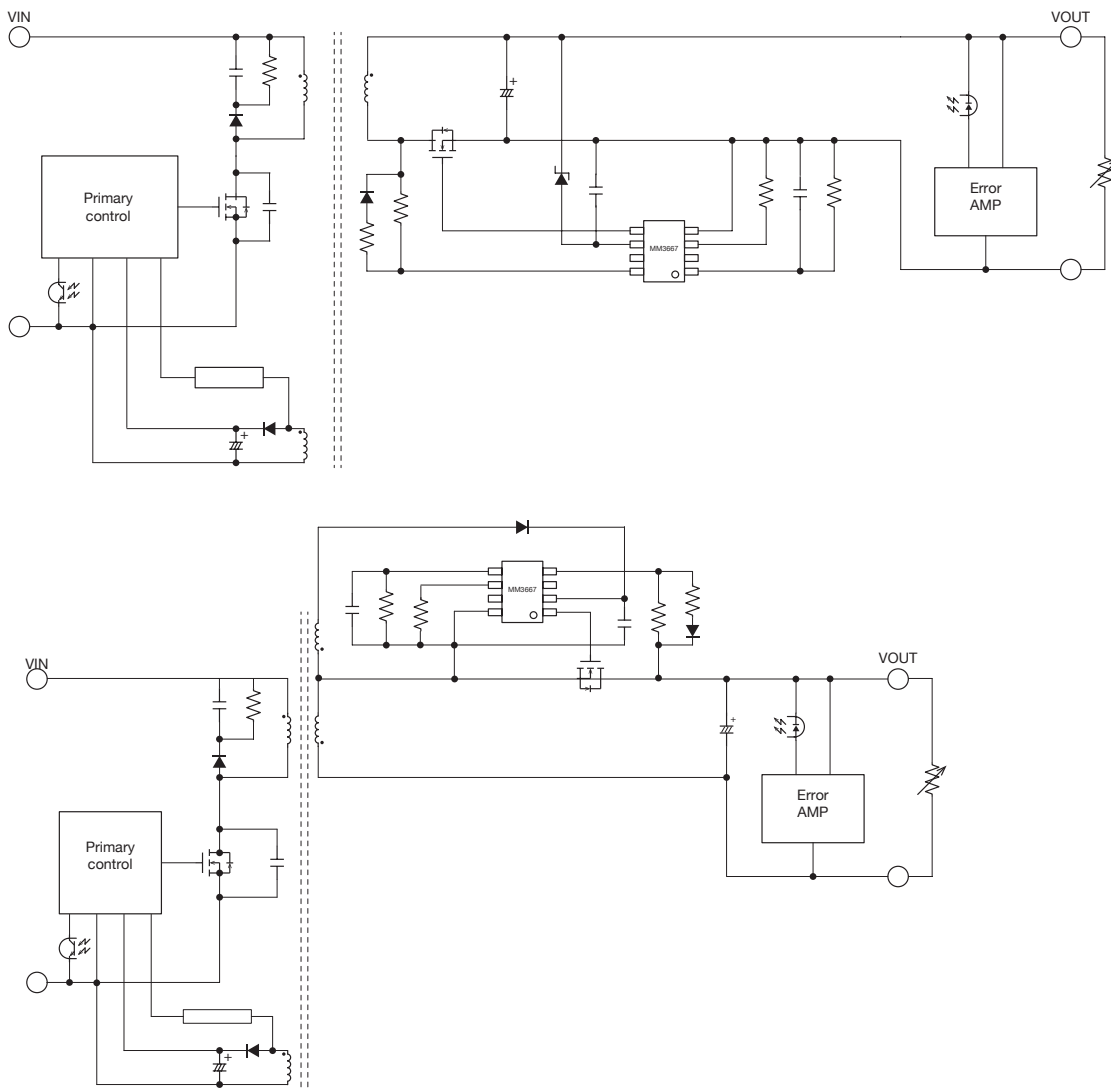 VIN
VOUT
Primary
control
+
MM3667
Error
AMP
+
MM3667
VIN
VOUT
+
Primary
control
Error
AMP
+